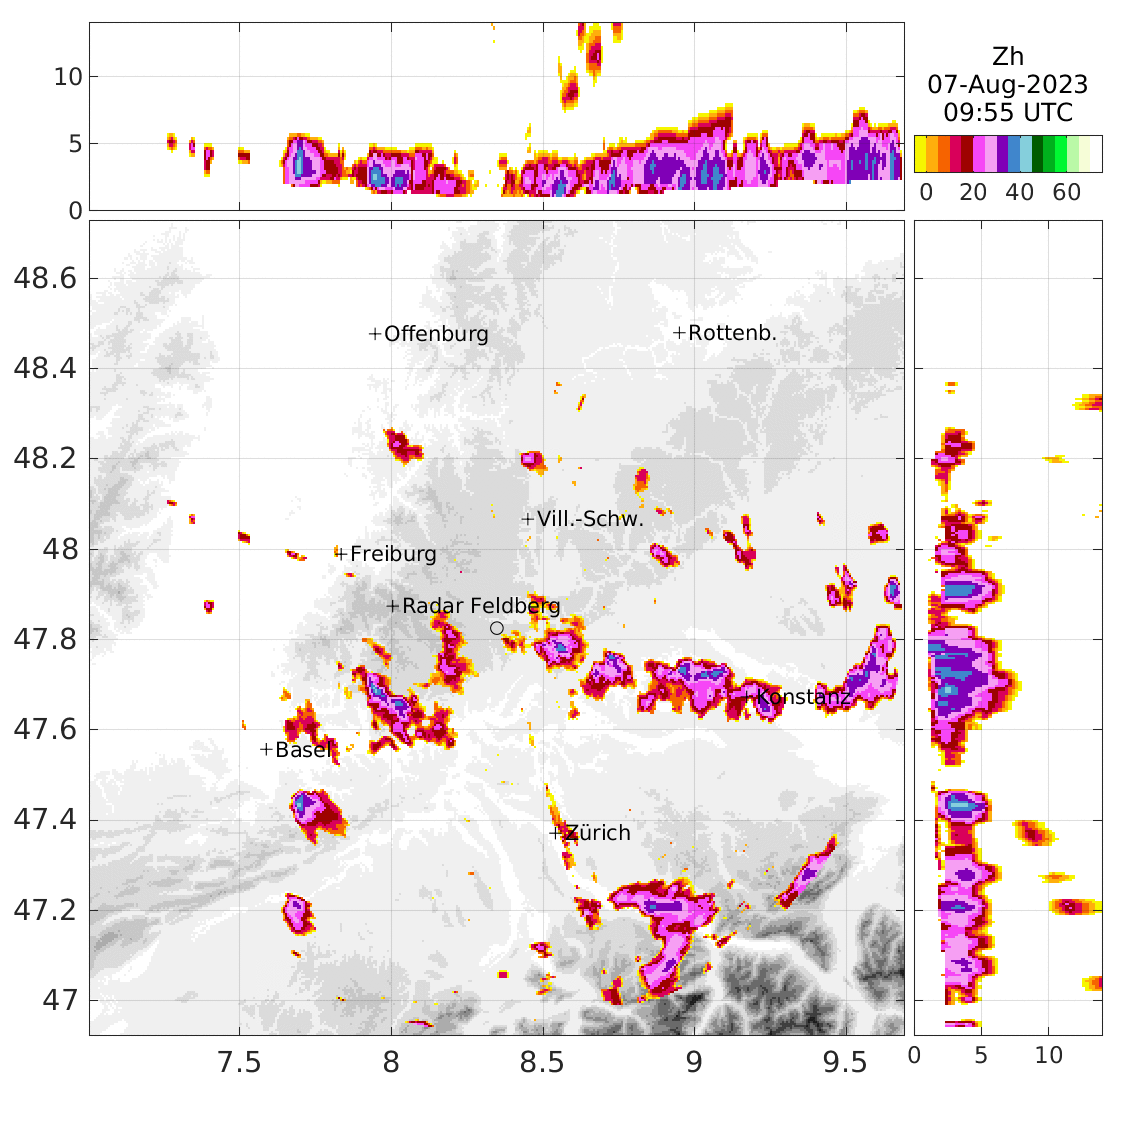 10
5
0
Zh
07-Aug-2023
09:55 UTC
0 20 40 60
48.6
48.4
48.2
48
47.8
47.6
47.4
47.2
47
+Offenburg
+Rottenb.
+Vill.-Schw.
+Freiburg
+Radar Feldberg
+Konstanz
+Basel
+Zürich
7.5 8 8.5 9 9.5
0 5 10